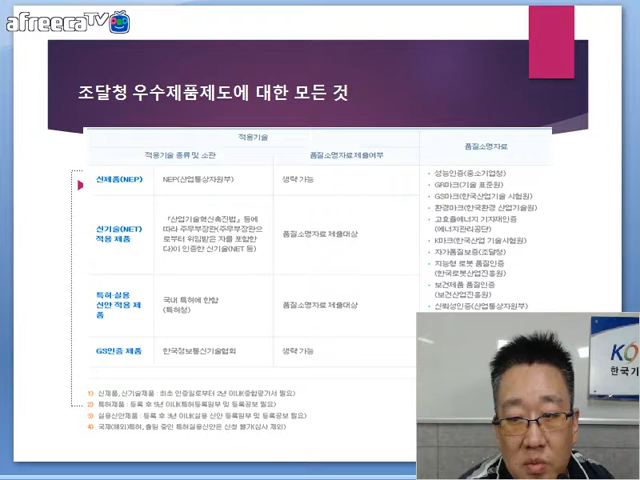 afreecaTV
조달청 우수제품제도에 대한 모든 것
적용기술
품질소명자료
적용기술 종류 및 소관
품질소명자료 제출여부
신제품(NEP)
NEP(산업통상자원부)
생략 가능
신기술(NET)
적용 제품
『산업기술혁신촉진법』등에
따라 주무부장관(주무부장관으
로부터 위임받은 자를 포함한
다)이 인증한 신기술(NET 등)
품질소명자료 제출대상
특허·실용
신안 적용 제
품
국내 특허에 한함
(특허청)
품질소명자료 제출대상
GS인증 제품
한국정보통신기술협회
생략 가능
성능인증(중소기업청)
GR마크(기술 표준원)
GS마크(한국산업기술 시험원)
환경마크(한국환경 산업기술원)
고효율에너지 기자재인증
(에너지관리공단)
K마크(한국산업 기술시험원)
자가품질보증(조달청)
지능형 로봇 품질인증
(한국로봇산업진흥원)
보건제품 품질인증
(보건산업진흥원)
신뢰성인증(산업통상자원부)
1) 신제품, 신기술제품 : 최초 인증일로부터 2년 이내(종합평가서 필요)
2) 특허제품 : 등록 후 5년 이내(특허등록원부 및 등록공보 필요)
3) 실용신안제품 : 등록 후 3년 이내(실용 신안 등록원부 및 등록공보 필요)
4) 국제(해외)특허, 출원 중인 특허실용신안은 신청 불가(심사 제외)
한국기